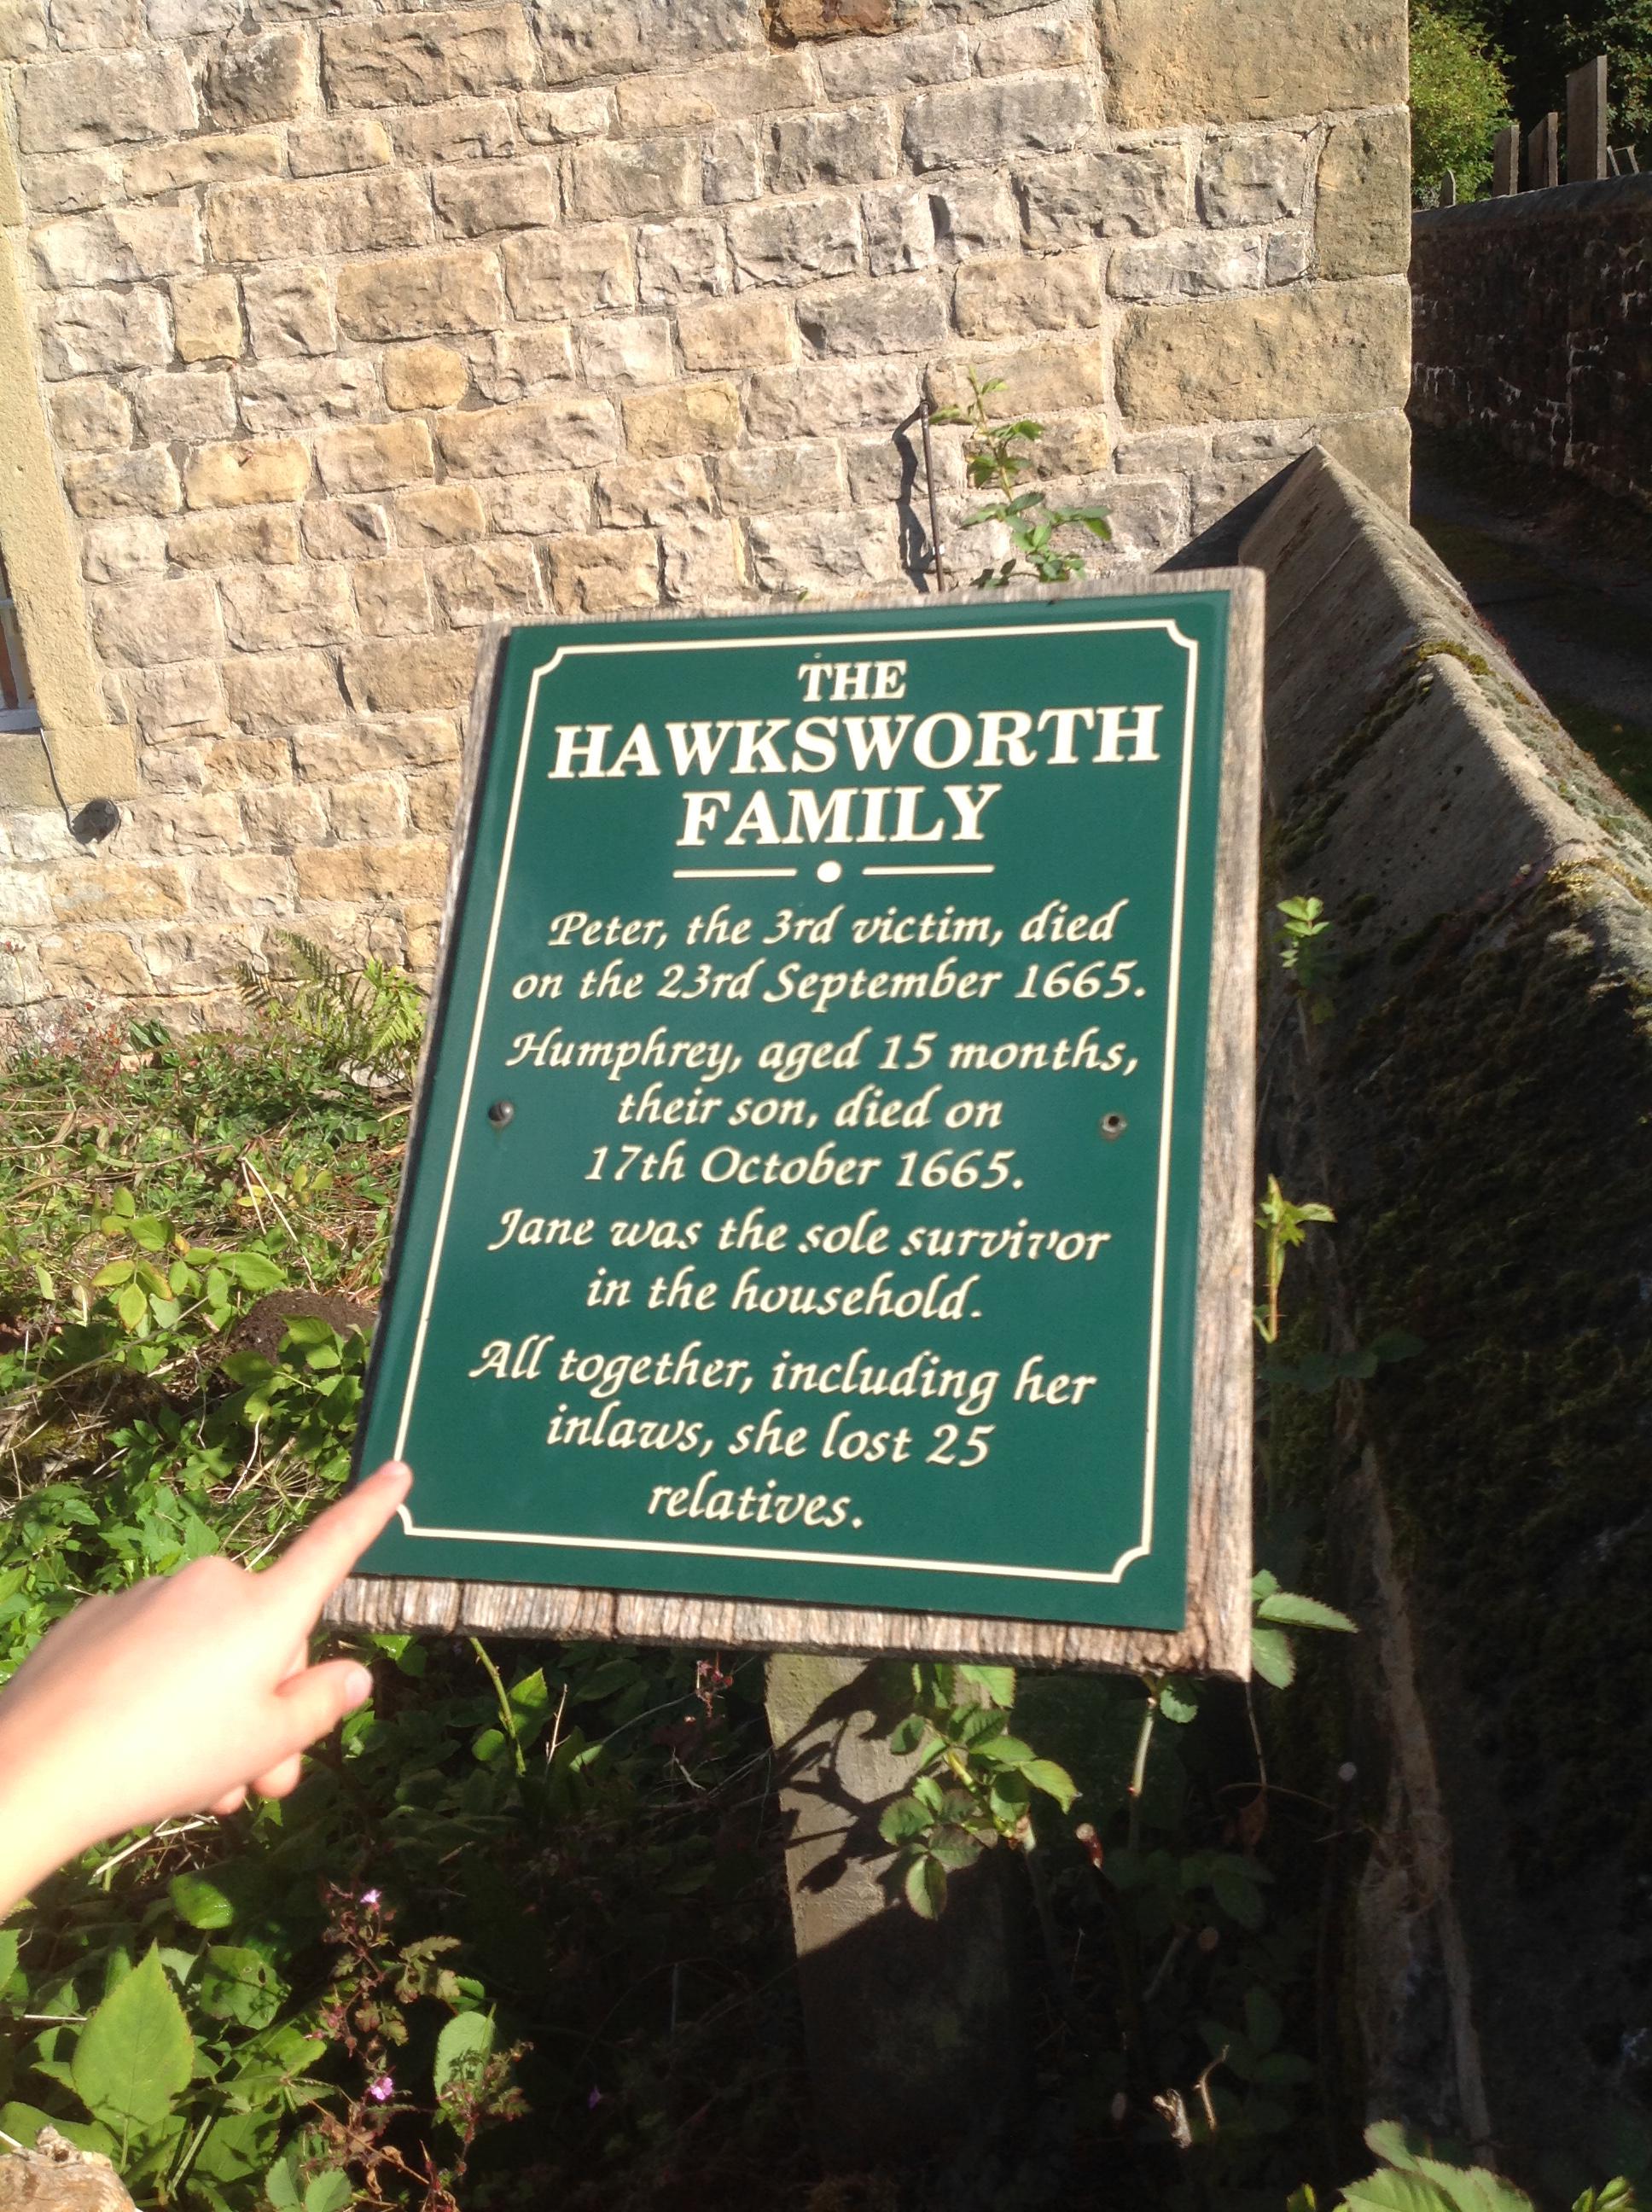 THE
HAWKSWORTH
FAMILY
Peter, the 3rd victim, died
on the 23rd September 1665.
Humphrey, aged 15 months,
their son, died on
17th October 1665.
Jane was the sole survivor
in the household.
All together, including her
inlaws, she lost 25
relatives.